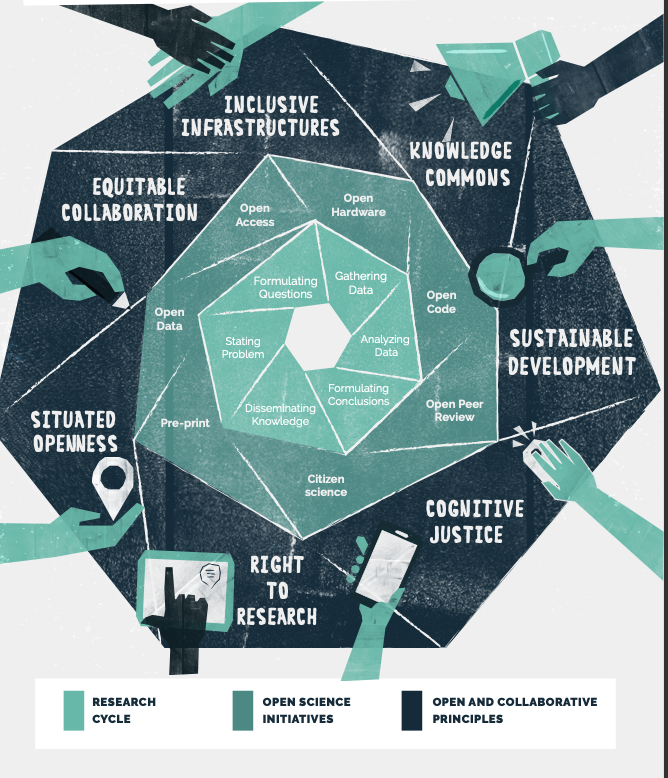 INCLUSIVE
INFRASTRUCTURES
KNOWLEDGE
COMMONS
EQUITABLE
COLLABORATION
Open
Access
Open
Hardware
Formulating
Questions
Gathering
Data
Open
Data
Open
Code
Stating
Problem
Analyzing
Data
SUSTAINABLE
DEVELOPMENT
Formulating
Conclusions
Disseminating
Knowledge
Open Peer
Review
Pre-print
SITUATED
OPENNESS
Citizen
science
COGNITIVE
JUSTICE
RIGHT
TO
RESEARCH
RESEARCH
CYCLE
OPEN SCIENCE
INITIATIVES
OPEN AND COLLABORATIVE
PRINCIPLES